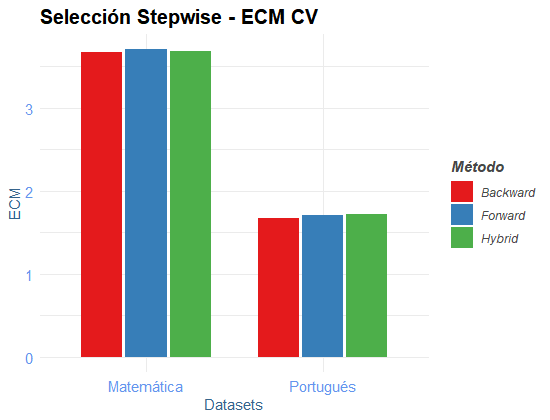 Selección Stepwise - ECM CV
ECM
3
2
1
0
Matemática
Portugués
Datasets
Método
Backward
Forward
Hybrid